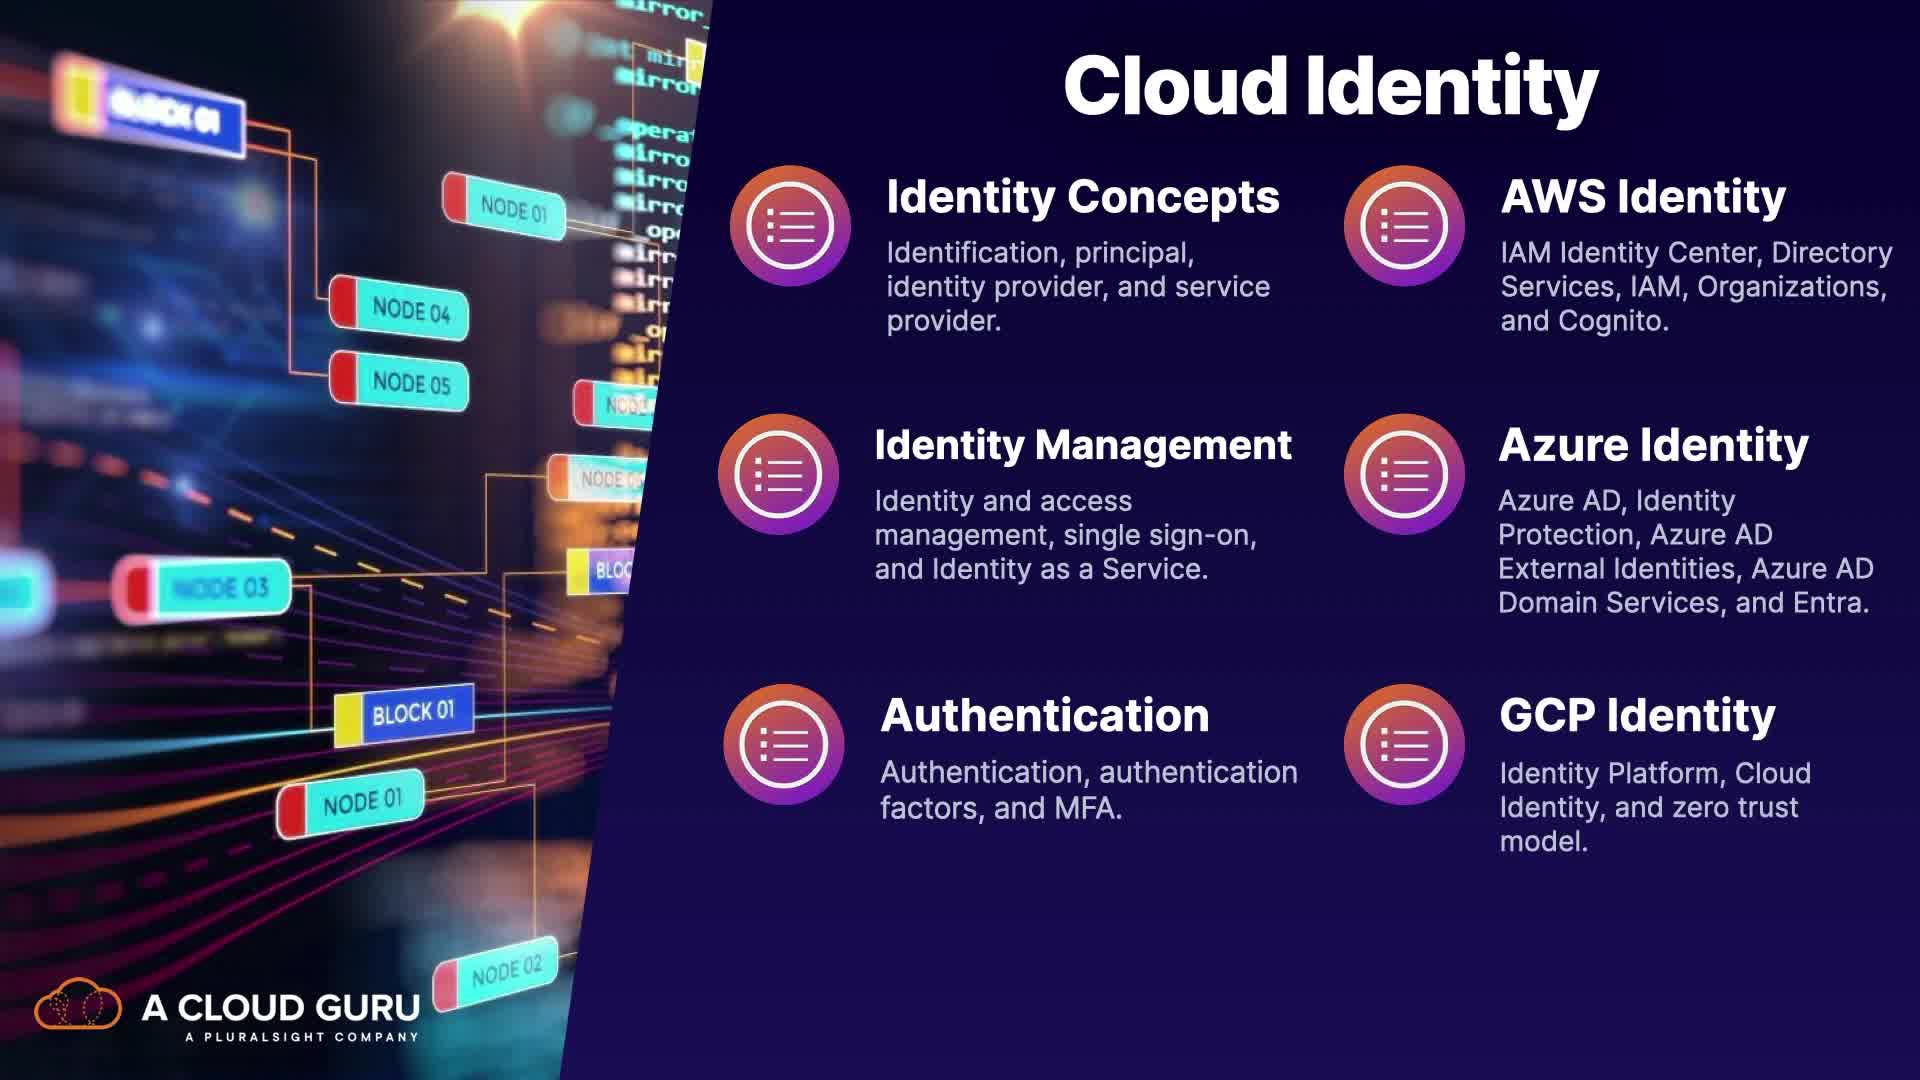 Cloud Identity
Identity Concepts
Identification, principal,
identity provider, and service
provider.
AWS Identity
IAM Identity Center, Directory
Services, IAM, Organizations,
and Cognito.
Identity Management
Identity and access
management, single sign-on,
and Identity as a Service.
Azure Identity
Azure AD, Identity
Protection, Azure AD
External Identities, Azure AD
Domain Services, and Entra.
Authentication
Authentication, authentication
factors, and MFA.
GCP Identity
Identity Platform, Cloud
Identity, and zero trust
model.
BLOCK 01
NODE 01
NODE 04
NODE 05
NODE 03
BLOCK 01
NODE 01
NODE 02
A CLOUD GURU
A PLURALSIGHT COMPANY